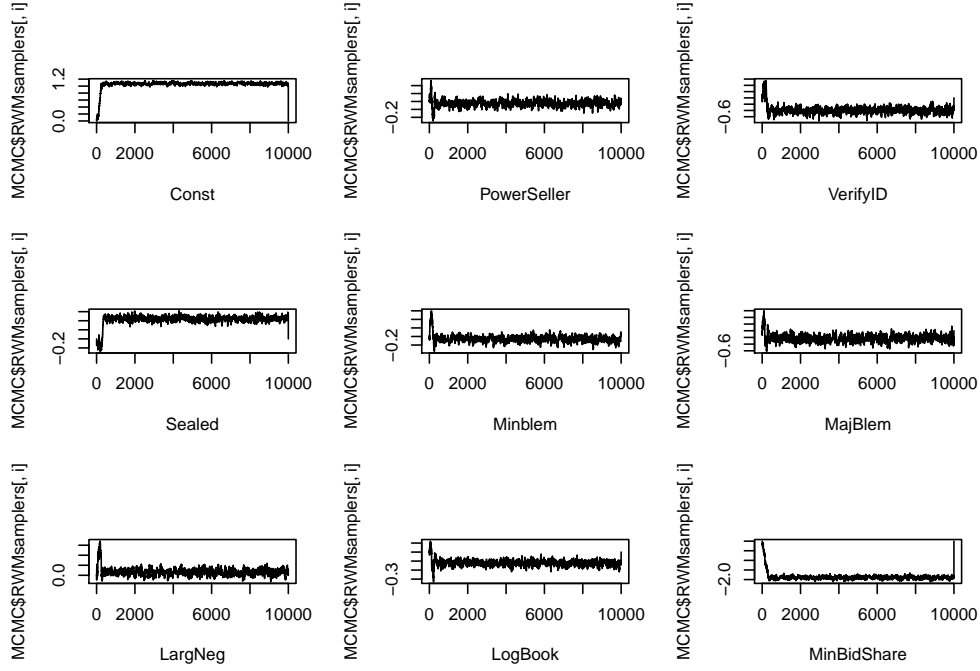 MCMC$RWMsamplers[, i]
0.0 1.2
0 2000 6000 10000
Const
MCMC$RWMsamplers[, i]
−0.2
0 2000 6000 10000
PowerSeller
MCMC$RWMsamplers[, i]
−0.6
0 2000 6000 10000
VerifyID
MCMC$RWMsamplers[, i]
−0.2
0 2000 6000 10000
Sealed
MCMC$RWMsamplers[, i]
−0.2
0 2000 6000 10000
Minblem
MCMC$RWMsamplers[, i]
−0.6
0 2000 6000 10000
MajBlem
MCMC$RWMsamplers[, i]
0.0
0 2000 6000 10000
LargNeg
MCMC$RWMsamplers[, i]
−0.3
0 2000 6000 10000
LogBook
MCMC$RWMsamplers[, i]
−2.0
0 2000 6000 10000
MinBidShare